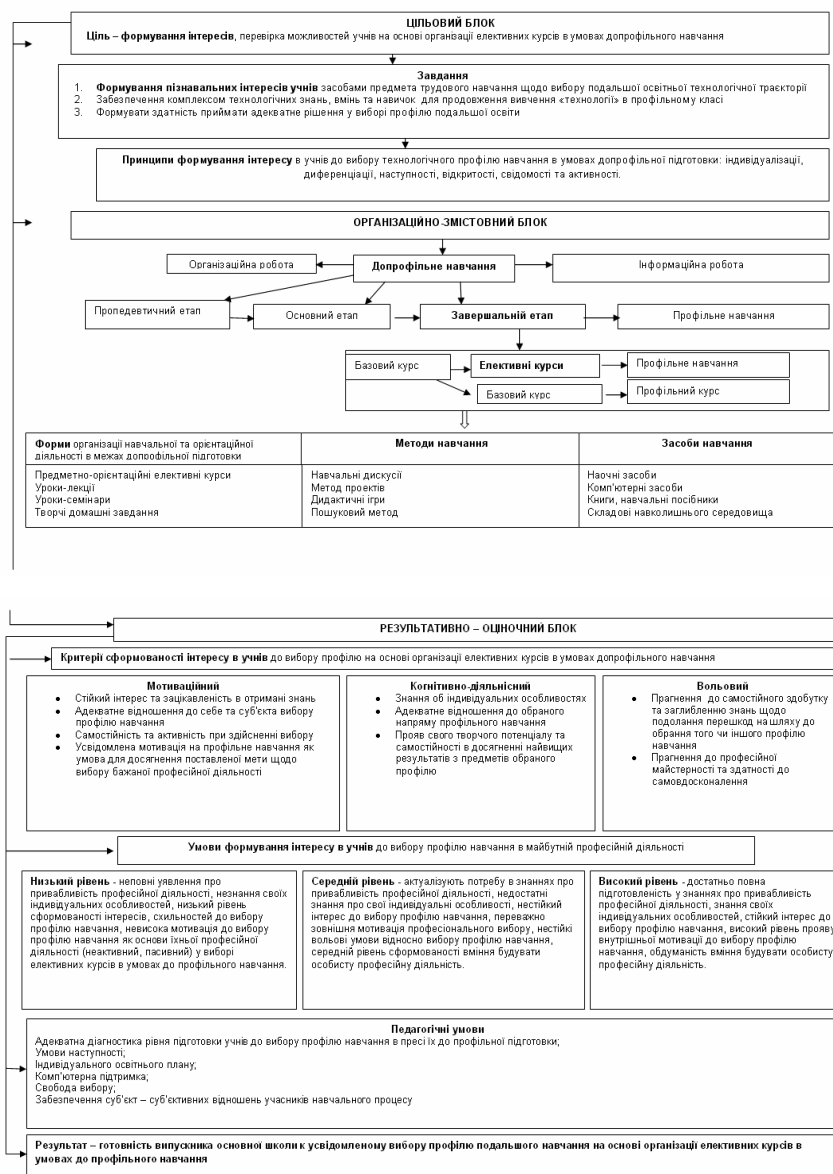 ЦІЛЬОВИЙ БЛОК
Ціль – формування інтересів, перевірка можливостей учнів на основі організації елективних курсів в умовах допрофільного навчання
Завдання
1. Формування пізнавальних інтересів учнів засобами предмета трудового навчання щодо вибору подальшої освітньої технологічної траєкторії
2. Забезпечення комплексом технологічних знань, вмінь та навичок для продовження вивчення «технології» в профільному класі
3. Формувати здатність приймати адекватне рішення у виборі профілю подальшої освіти
Принципи формування інтересу в учнів до вибору технологічного профілю навчання в умовах допрофільної підготовки: індивідуалізації,
диференціації, наступності, відкритості, свідомості та активності.
ОРГАНІЗАЦІЙНО-ЗМІСТОВНИЙ БЛОК
Організаційна робота
Допрофільне навчання
Інформаційна робота
Пропедевтичний етап
Основний етап
Завершальній етап
Профільне навчання
Базовий курс
Елективні курси
Профільне навчання
Базовий курс
Профільний курс
Форми організації навчальної та орієнтаційної
діяльності в межах допрофільної підготовки
Методи навчання
Засоби навчання
Предметно-орієнтаційні елективні курси
Уроки-лекції
Уроки-семінари
Творчі домашні завдання
Навчальні дискусії
Метод проектів
Дидактичні ігри
Пошуковий метод
Наочні засоби
Комп'ютерні засоби
Книги, навчальні посібники
Складові навколишнього середовища
РЕЗУЛЬТАТИВНО – ОЦІНОЧНИЙ БЛОК
Критерії сформованості інтересу в учнів до вибору профілю на основі організації елективних курсів в умовах допрофільного навчання
Мотиваційний
● Стійкий інтерес та зацікавленість в отримані знань
● Адекватне відношення до себе та суб'єкта вибору
профілю навчання
● Самостійність та активність при здійсненні вибору
● Усвідомлена мотивація на профільне навчання як
умова для досягнення поставленої мети щодо
вибору бажаної професійної діяльності
Когнітивно-діяльнісний
● Знання об індивідуальних особливостях
● Адекватне відношення до обраного
напряму профільного навчання
● Прояв свого творчого потенціалу та
самостійності в досягненні найвищих
результатів з предметів обраного
профілю
Вольовий
● Прагнення до самостійного здобутку
та заглибленню знань щодо
подолання перешкод на шляху до
обрання того чи іншого профілю
навчання
● Прагнення до професійної
майстерності та здатності до
самовдосконалення
Умови формування інтересу в учнів до вибору профілю навчання в майбутній професійній діяльності
Низький рівень - неповні уявлення про
привабливість професійної діяльності, незнання своїх
індивідуальних особливостей, низький рівень
сформованості інтересів, схильностей до вибору
профілю навчання, невисока мотивація до вибору
профілю навчання як основи їхньої професійної
діяльності (неактивний, пасивний) у виборі
елективних курсів в умовах до профільного навчання.
Середній рівень - актуалізують потребу в знаннях про
привабливість професійної діяльності, недостатні
знання про свої індивідуальні особливості, нестійкий
інтерес до вибору профілю навчання, переважно
зовнішня мотивація професіонального вибору, нестійкі
вольові умови відносно вибору профілю навчання,
середній рівень сформованості вміння будувати
особисту професійну діяльність.
Високий рівень - достатньо повна
підготовленість у знаннях про привабливість
професійної діяльності, знання своїх
індивідуальних особливостей, стійкий інтерес до
вибору профілю навчання, високий рівень прояву
внутрішньої мотивації до вибору профілю
навчання, обдуманість вміння будувати особисту
професійну діяльність.
Педагогічні умови
Адекватна діагностика рівня підготовки учнів до вибору профілю навчання в пресі їх до профільної підготовки;
Умови наступності;
Індивідуального освітнього плану;
Комп'ютерна підтримка;
Свобода вибору;
Забезпечення суб'єкт – суб'єктивних відношень учасників навчального процесу
Результат – готовність випускника основної школи к усвідомленому вибору профілю подальшого навчання на основі організації елективних курсів в
умовах до профільного навчання